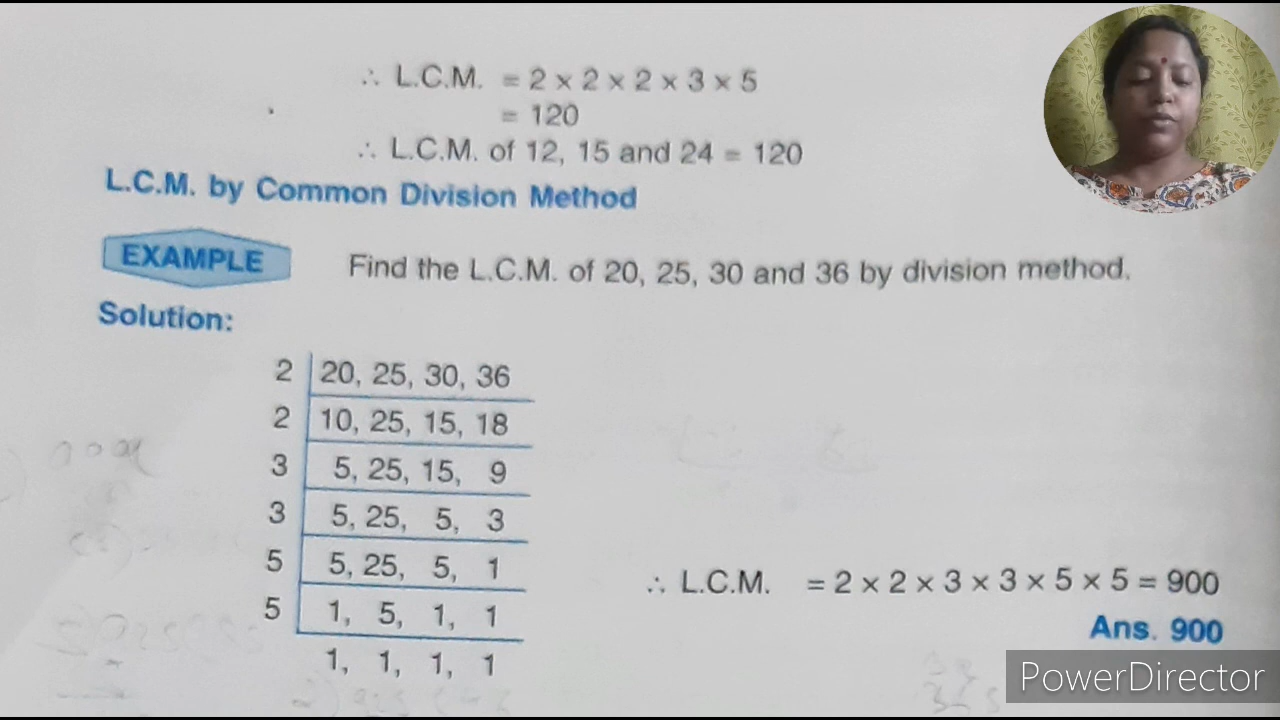 ∴ L.C.M. = 2 × 2 × 2 × 3 × 5
= 120
∴ L.C.M. of 12, 15 and 24 = 120
L.C.M. by Common Division Method
EXAMPLE Find the L.C.M. of 20, 25, 30 and 36 by division method.
Solution:
2 20, 25, 30, 36
2 10, 25, 15, 18
3 5, 25, 15, 9
3 5, 25, 5, 3
5 5, 25, 5, 1
5 1, 5, 1, 1
1, 1, 1, 1
∴ L.C.M. = 2 × 2 × 3 × 3 × 5 × 5 = 900
Ans. 900
PowerDirector